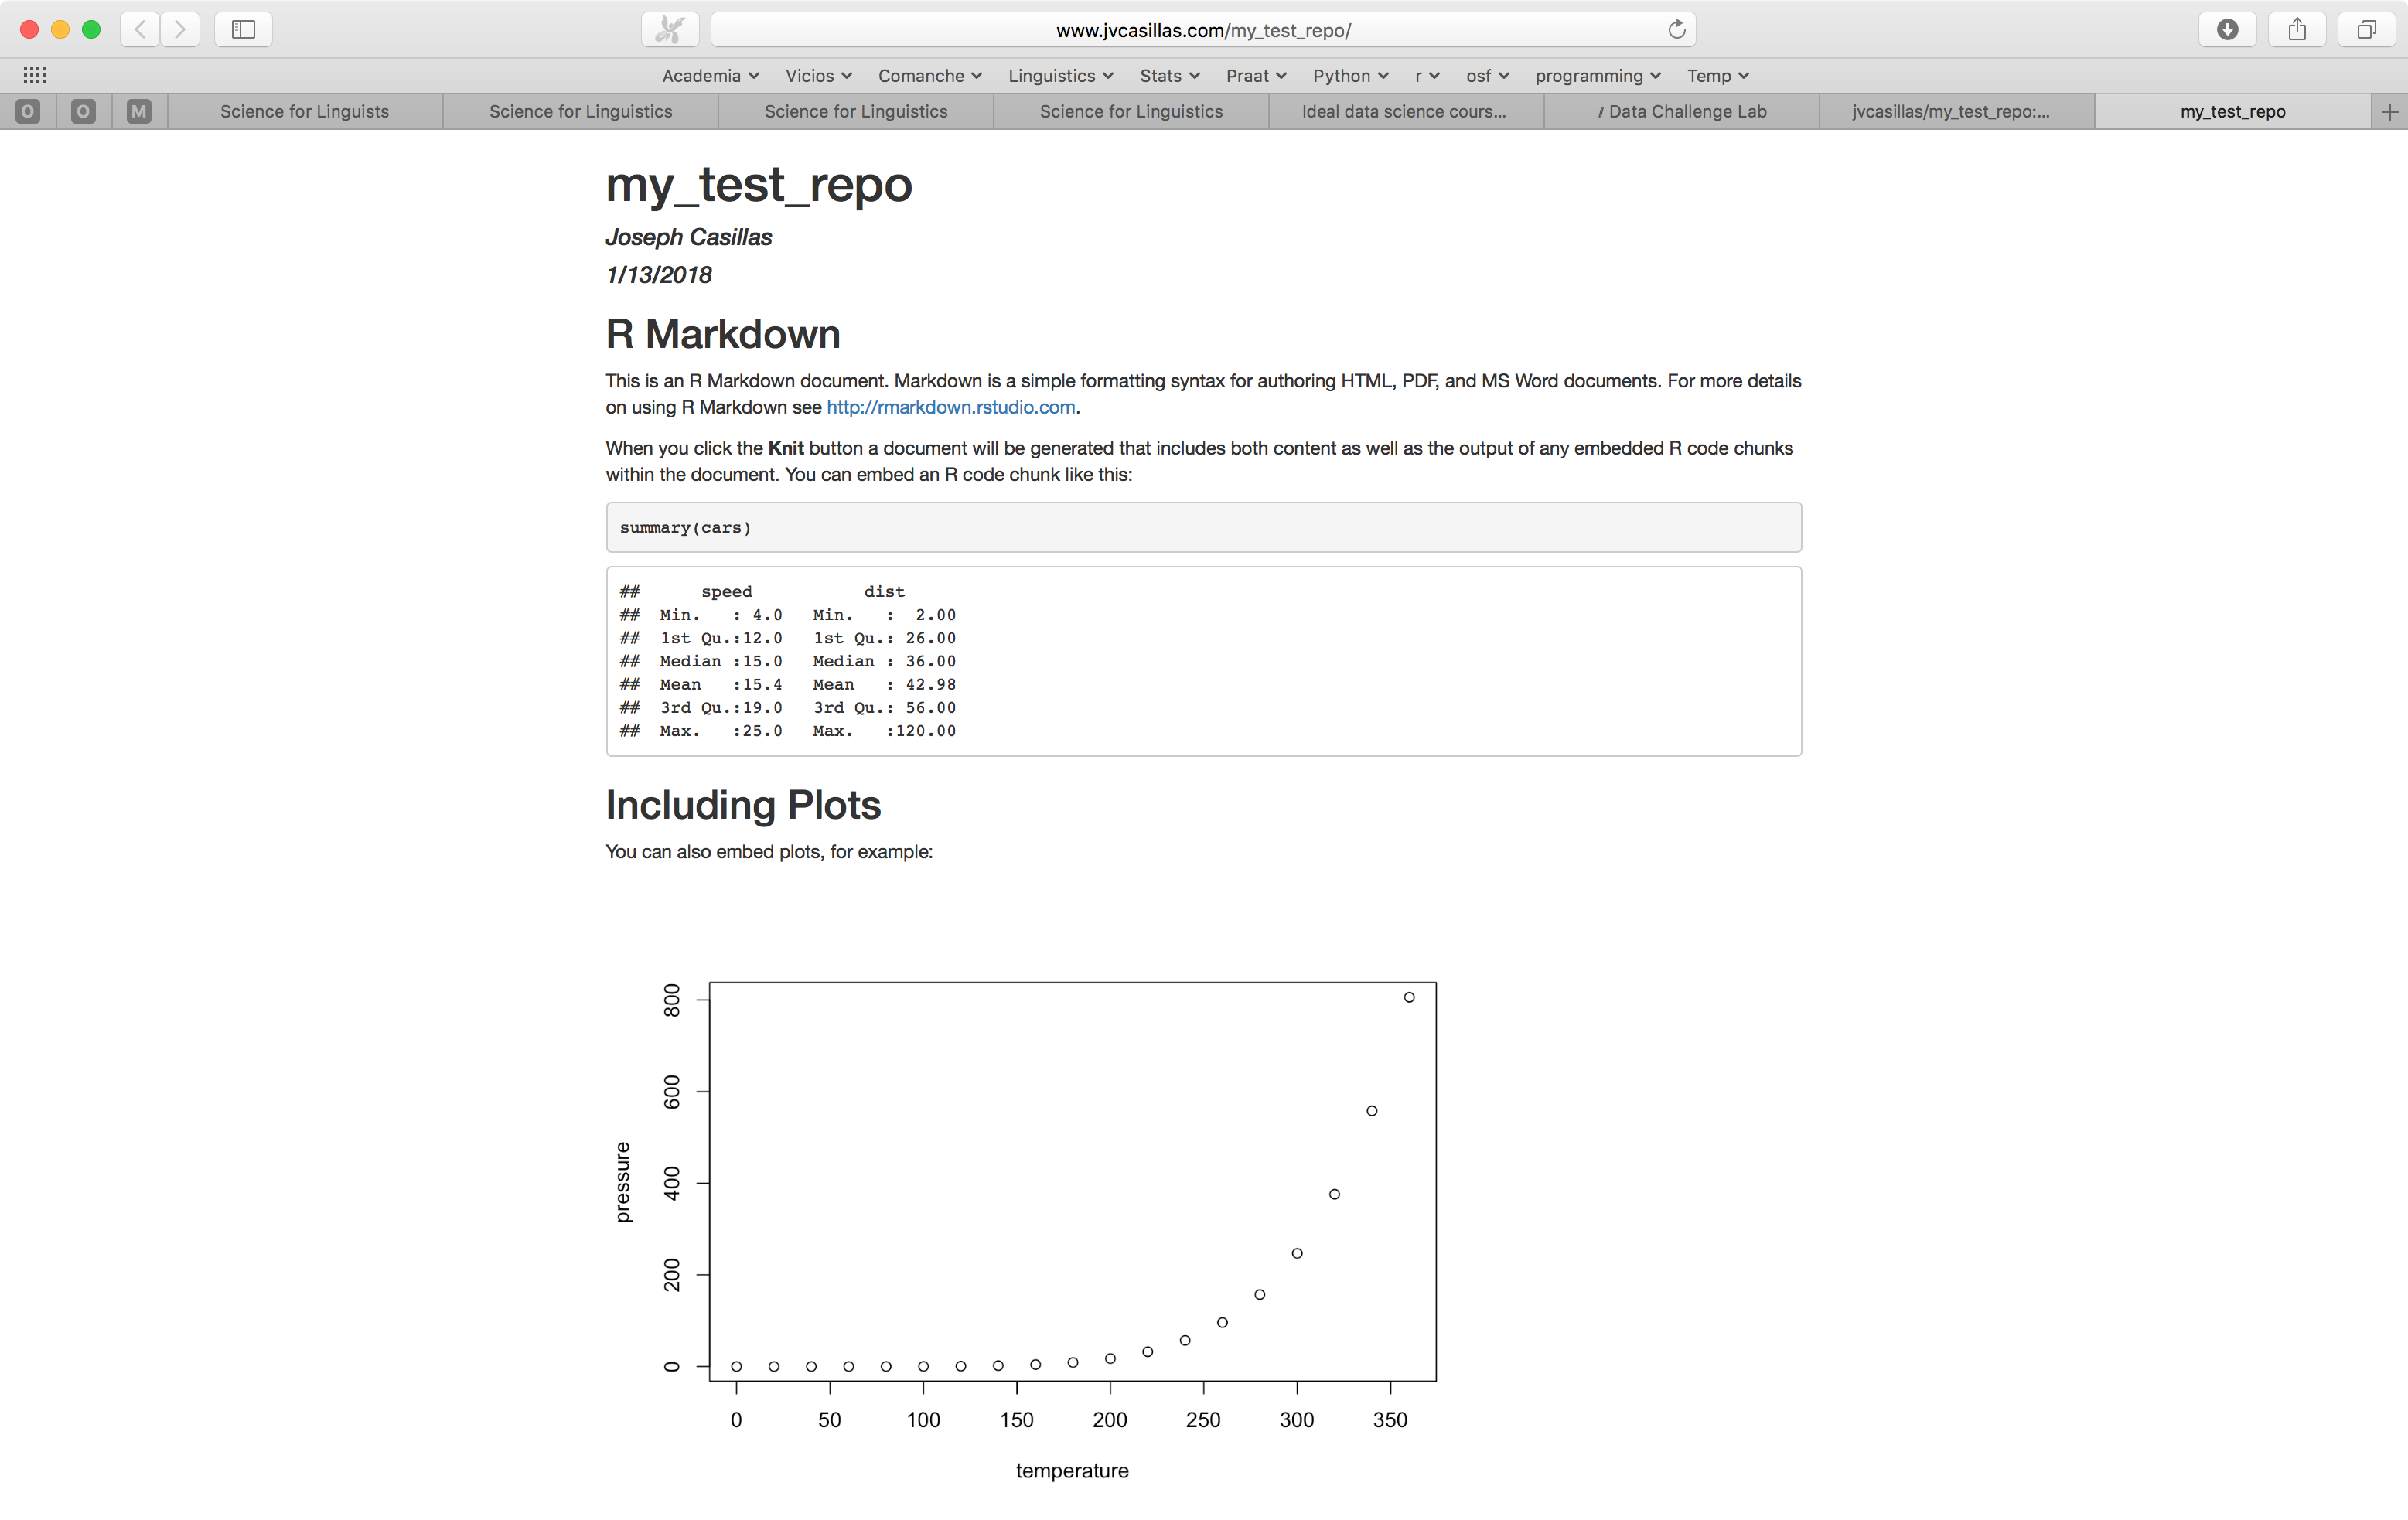 www.jvcasillas.com/my_test_repo/
Academia Vicios Comanche Linguistics Stats Praat Python r osf programming Temp
O O M Science for Linguists Science for Linguistics Science for Linguistics Science for Linguistics Ideal data science cours... Data Challenge Lab jvcasillas/my_test_repo:... my_test_repo
my_test_repo
Joseph Casillas
1/13/2018
R Markdown
This is an R Markdown document. Markdown is a simple formatting syntax for authoring HTML, PDF, and MS Word documents. For more details
on using R Markdown see http://rmarkdown.rstudio.com.
When you click the Knit button a document will be generated that includes both content as well as the output of any embedded R code chunks
within the document. You can embed an R code chunk like this:
summary(cars)
##      speed           dist
##  Min.   : 4.0   Min.   :  2.00
##  1st Qu.:12.0   1st Qu.: 26.00
##  Median :15.0   Median : 36.00
##  Mean   :15.4   Mean   : 42.98
##  3rd Qu.:19.0   3rd Qu.: 56.00
##  Max.   :25.0   Max.   :120.00
Including Plots
You can also embed plots, for example:
800
600
400
200
0
pressure
0 50 100 150 200 250 300 350
temperature